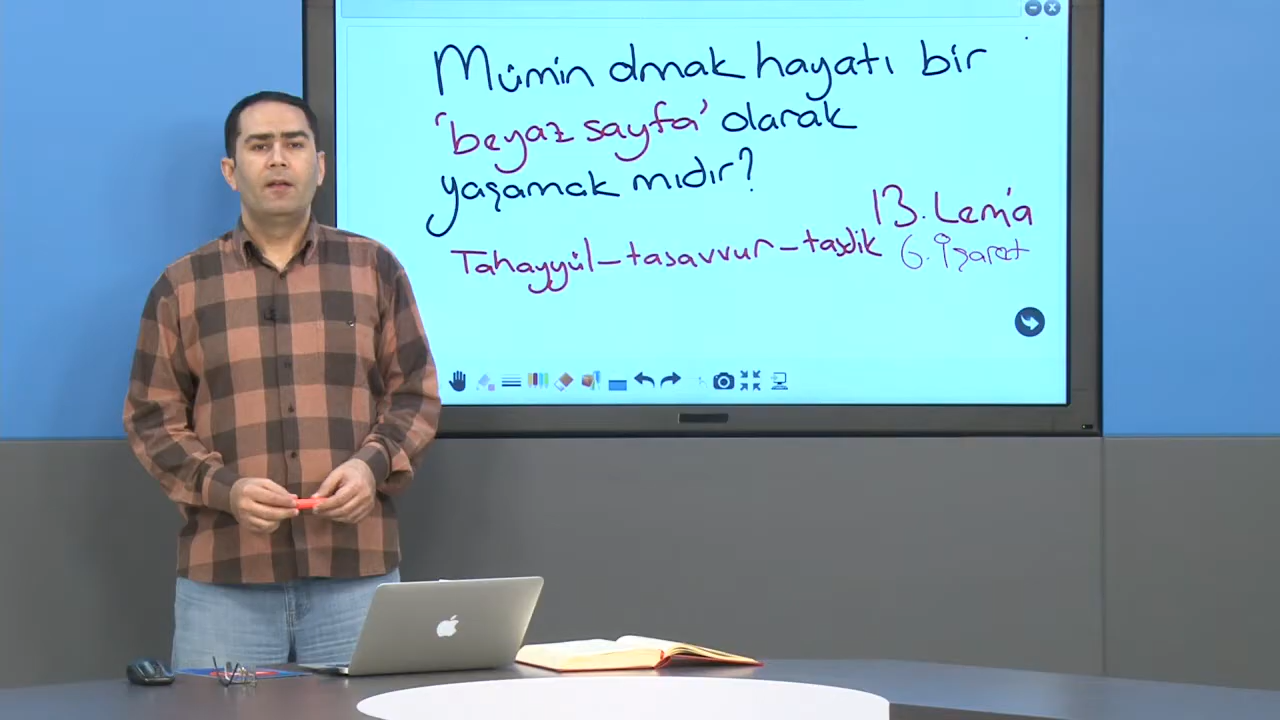 Mümin olmak hayatı bir
'beyaz sayfa' olarak
yaşamak mıdır?
13. Lem'a
Tahayyül-tasavvur-tasdik 6. İşaret